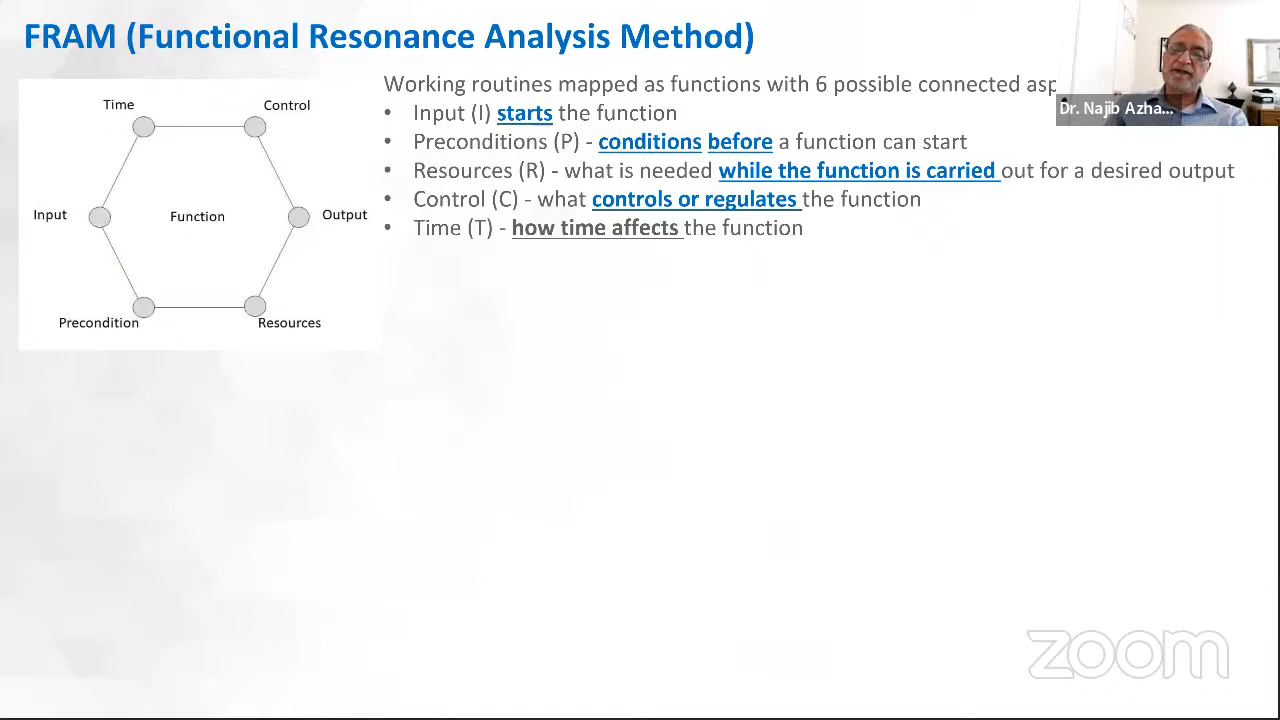 FRAM (Functional Resonance Analysis Method)
Time
Control
Input
Function
Output
Precondition
Resources
Working routines mapped as functions with 6 possible connected asp
• Input (I) starts the function
• Preconditions (P) - conditions before a function can start
• Resources (R) - what is needed while the function is carried out for a desired output
• Control (C) - what controls or regulates the function
• Time (T) - how time affects the function
Dr. Najib Azha...
zoom